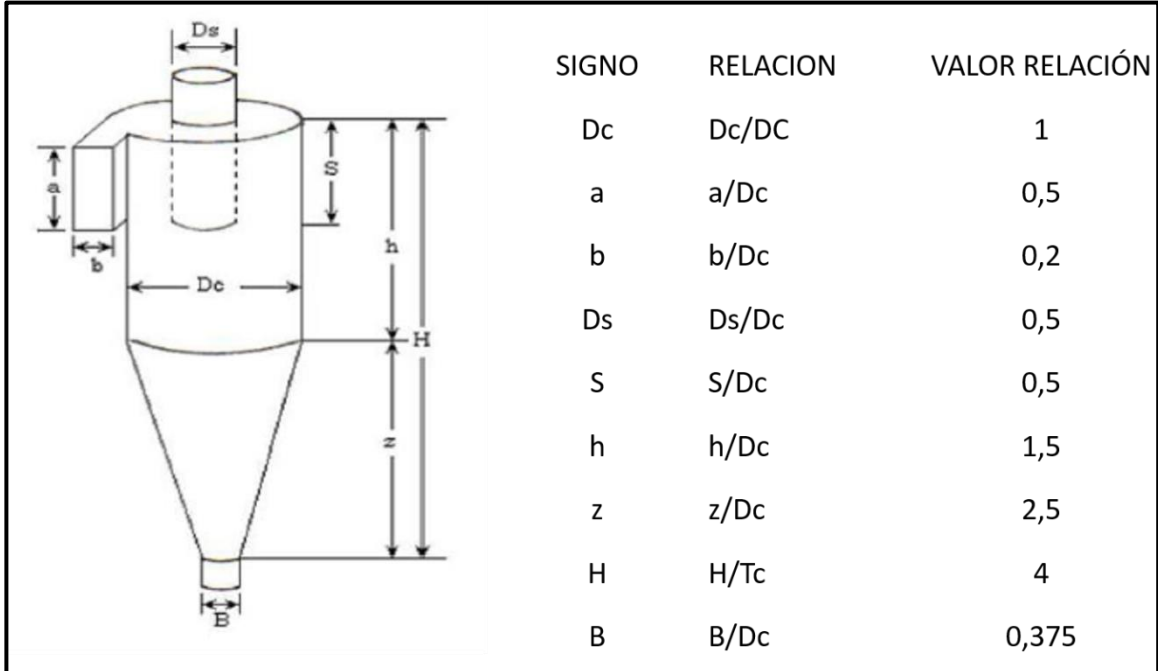 Ds
a
b
S
h
Dc
H
z
B
SIGNO RELACION VALOR RELACIÓN
Dc Dc/DC 1
a a/Dc 0,5
b b/Dc 0,2
Ds Ds/Dc 0,5
S S/Dc 0,5
h h/Dc 1,5
z z/Dc 2,5
H H/Tc 4
B B/Dc 0,375